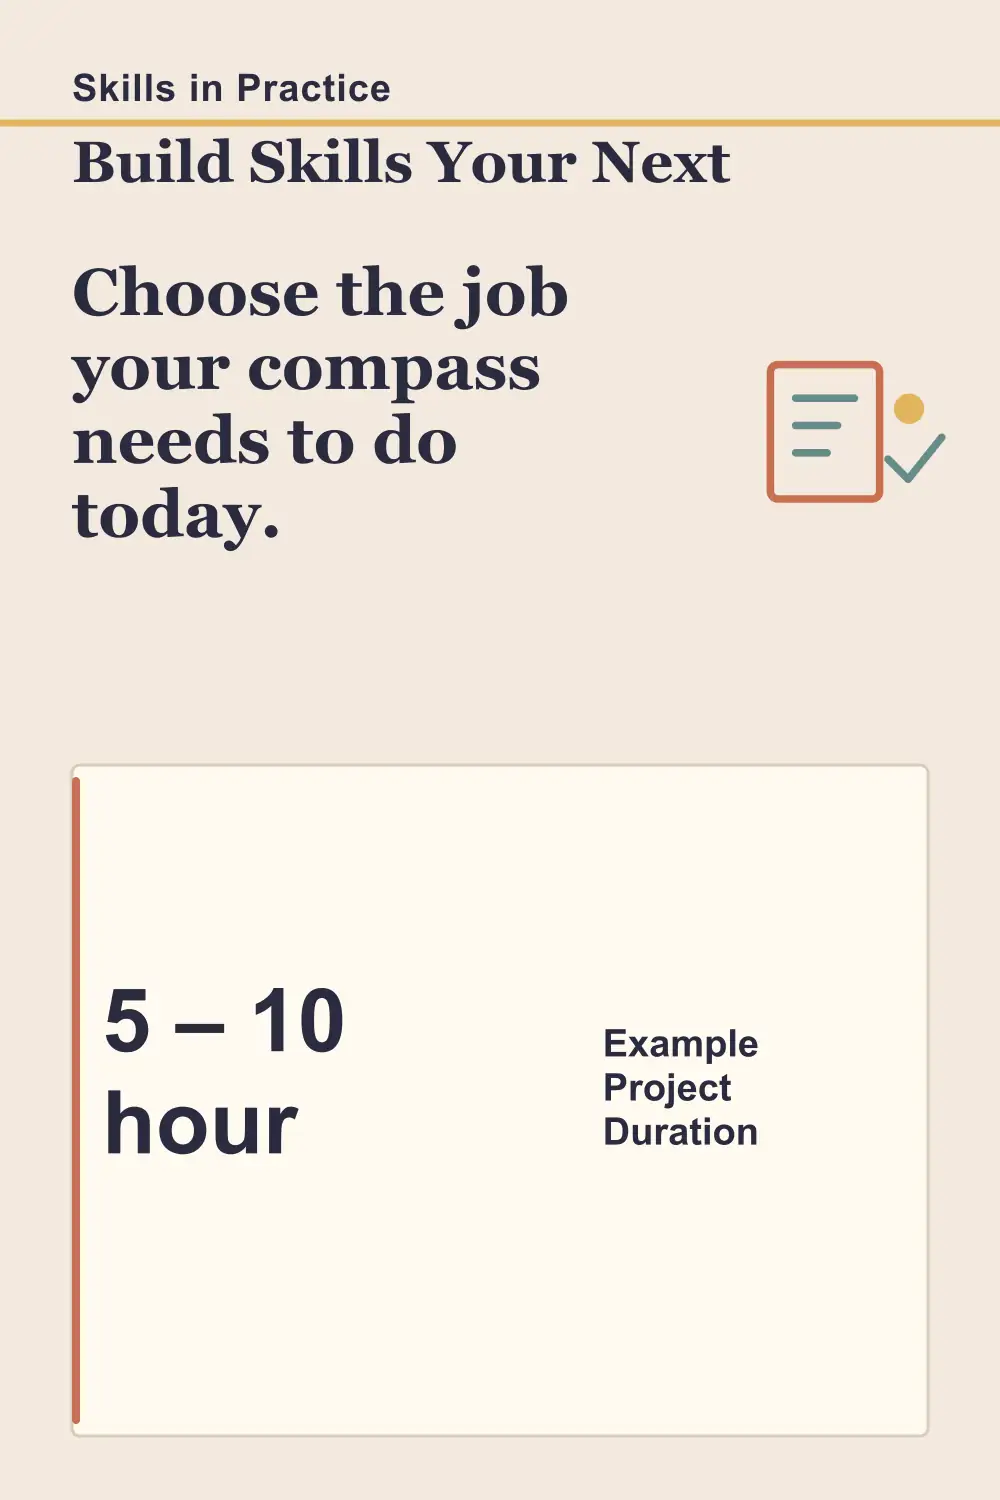 Skills in Practice
Build Skills Your Next
Choose the job
your compass
needs to do
today.
5 – 10
hour
Example
Project
Duration